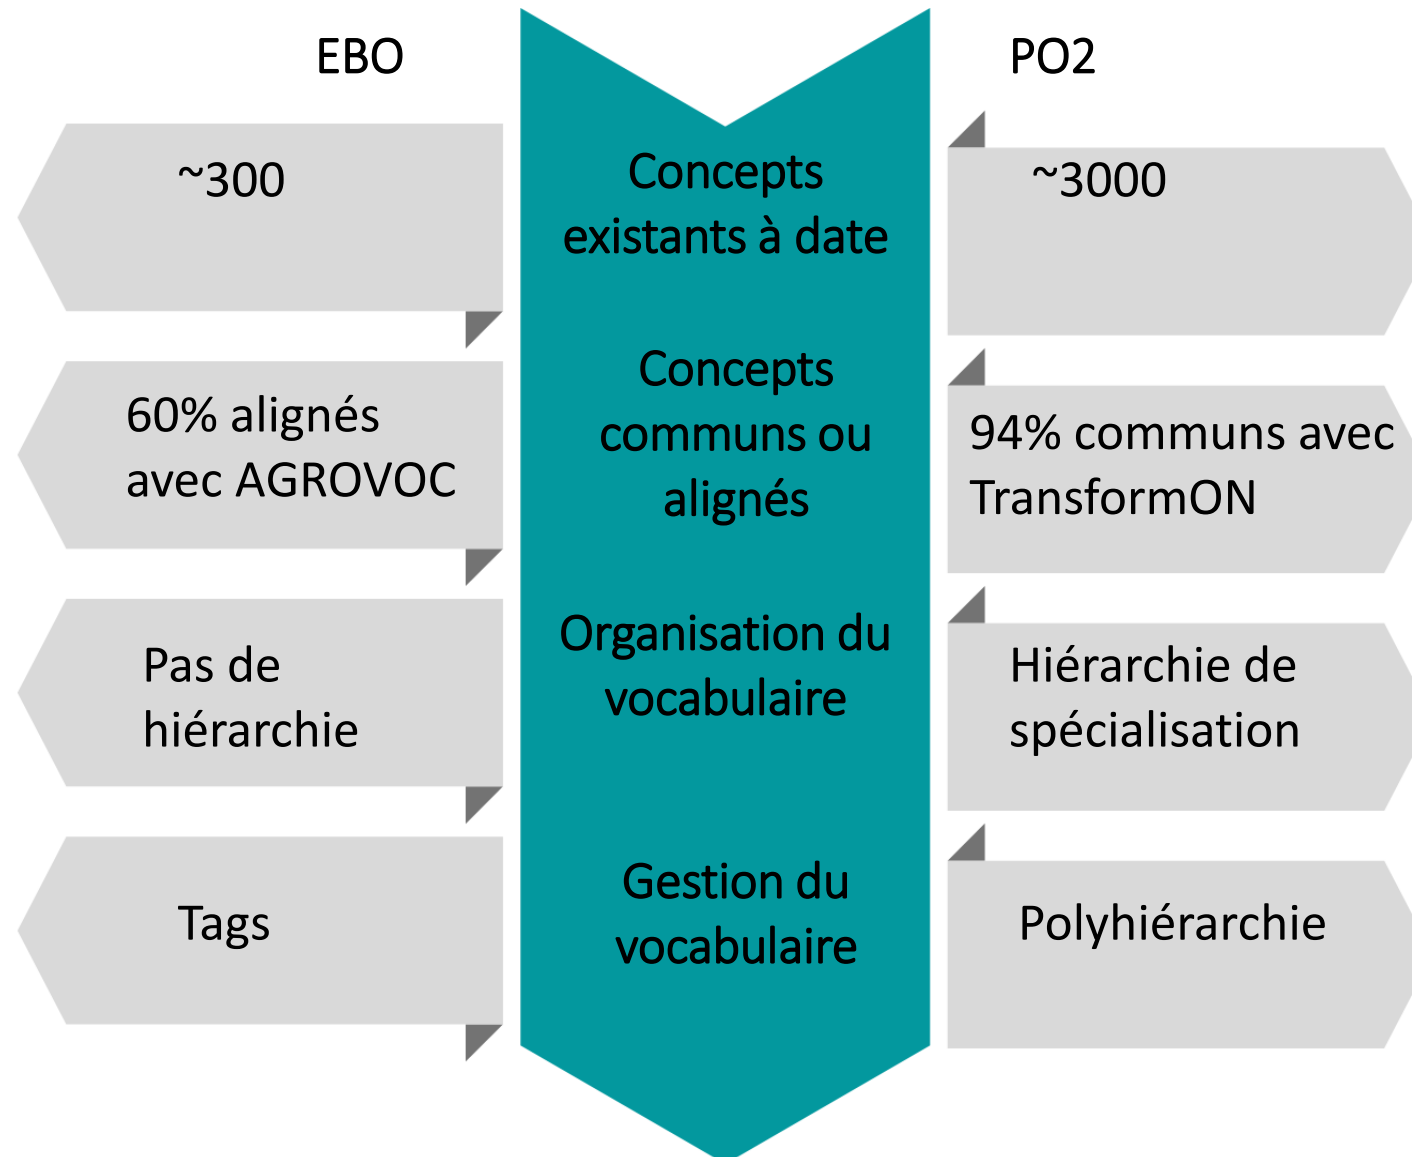 EBO
PO2
~300
Concepts
existants à date
~3000
60% alignés
avec AGROVOC
Concepts
communs ou
alignés
94% communs avec
TransformON
Pas de
hiérarchie
Organisation du
vocabulaire
Hiérarchie de
spécialisation
Tags
Gestion du
vocabulaire
Polyhiérarchie